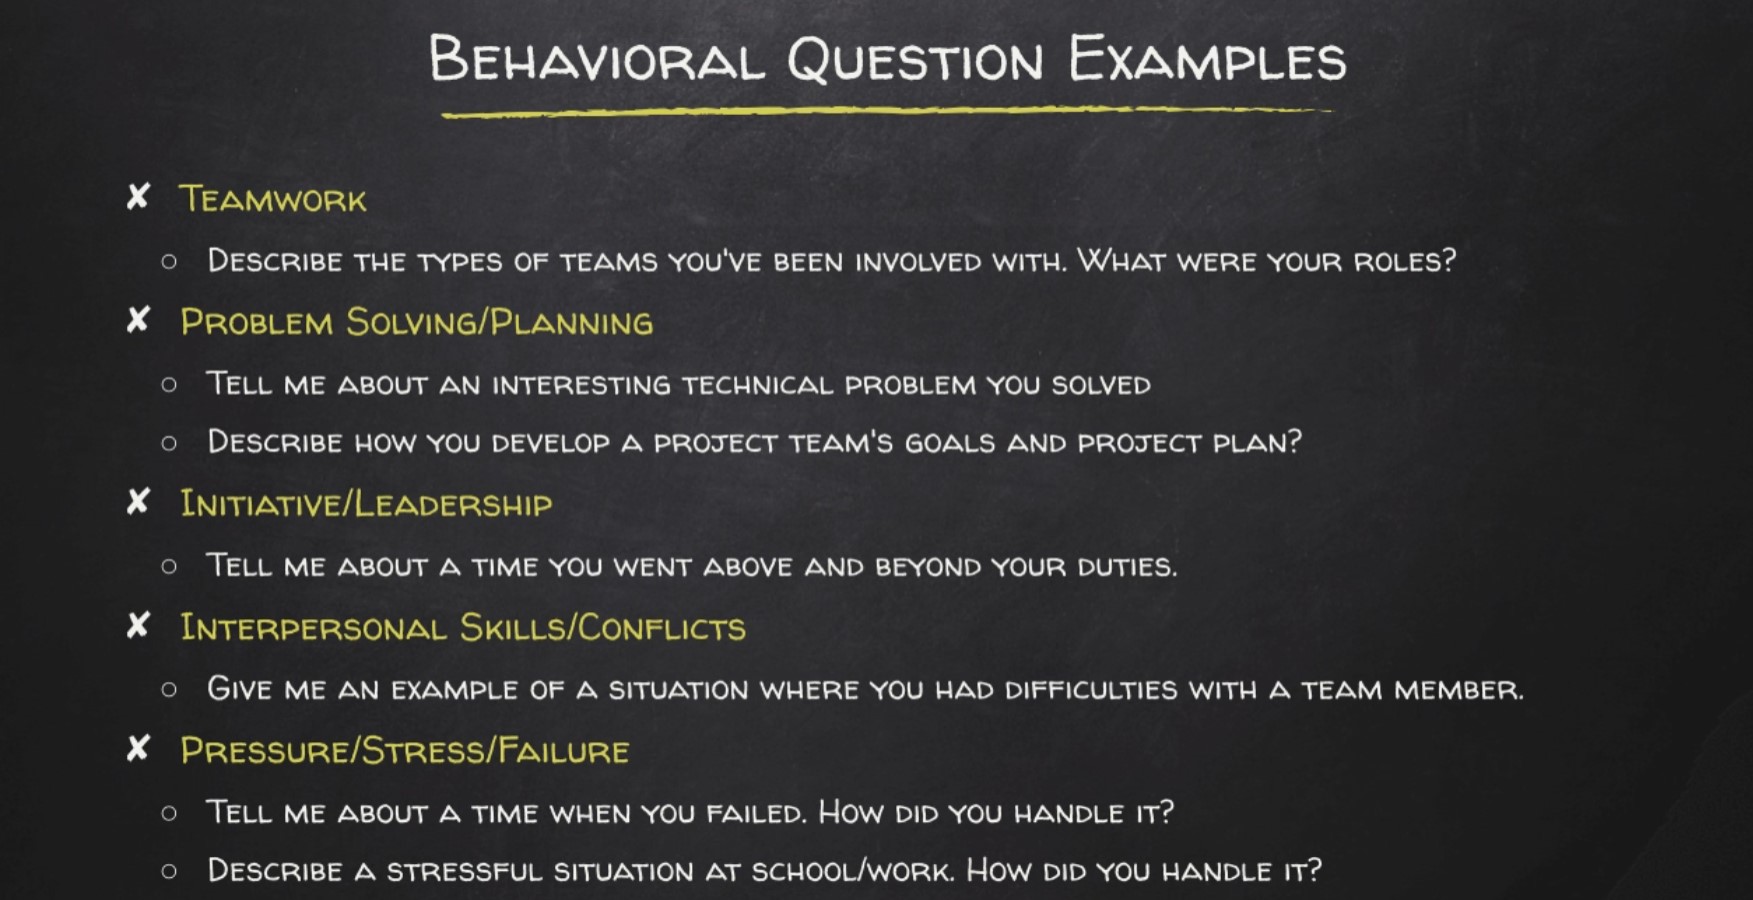 Behavioral Question Examples
✘ Teamwork
○ Describe the types of teams you've been involved with. What were your roles?
✘ Problem Solving/Planning
○ Tell me about an interesting technical problem you solved
○ Describe how you develop a project team's goals and project plan?
✘ Initiative/Leadership
○ Tell me about a time you went above and beyond your duties.
✘ Interpersonal Skills/Conflicts
○ Give me an example of a situation where you had difficulties with a team member.
✘ Pressure/Stress/Failure
○ Tell me about a time when you failed. How did you handle it?
○ Describe a stressful situation at school/work. How did you handle it?